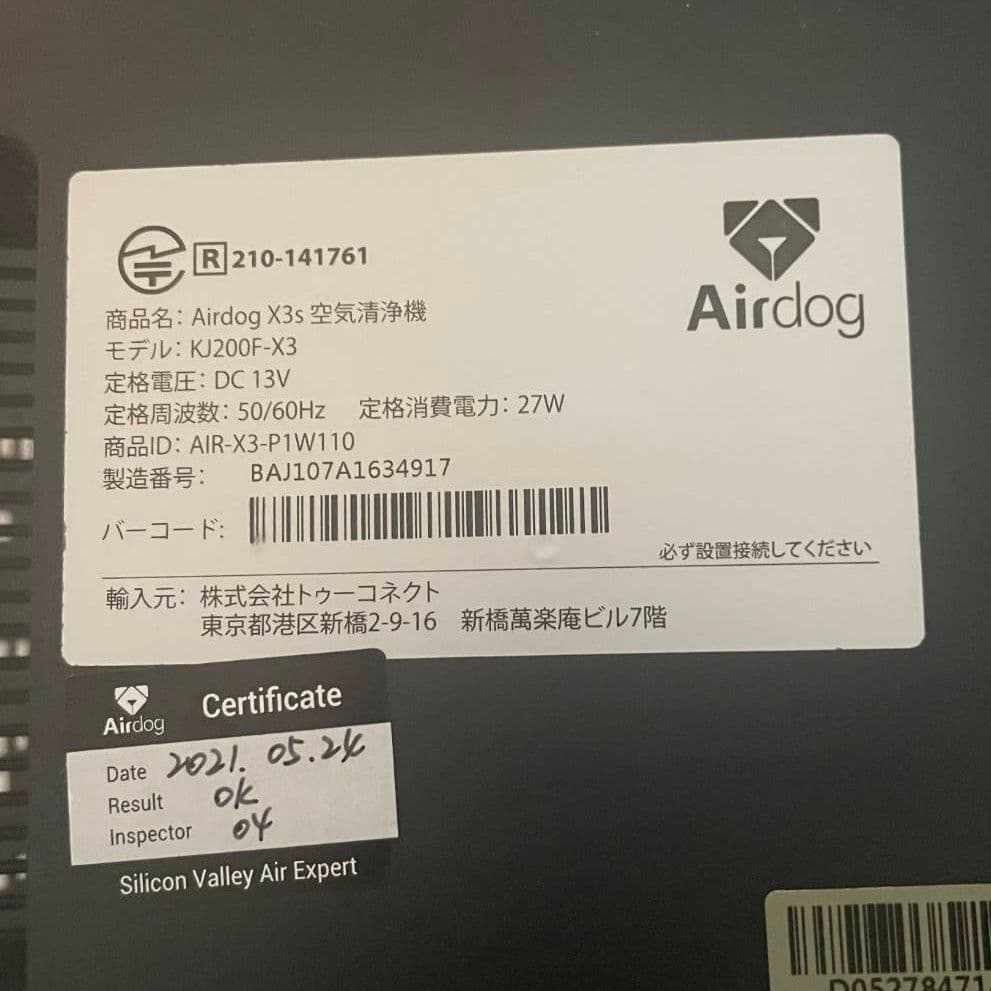 R 210-141761
Airdog
商品名：Airdog X3s 空気清浄機
モデル：KJ200F-X3
定格電圧：DC 13V
定格周波数：50/60Hz 定格消費電力：27W
商品ID：AIR-X3-P1W110
製造番号： BAJ107A1634917
バーコード：
必ず設置接続してください
輸入元：株式会社トゥーコネクト
東京都港区新橋2-9-16 新橋萬楽庵ビル7階
Airdog
Certificate
Date 2021.05.24
Result OK
Inspector 04
Silicon Valley Air Expert